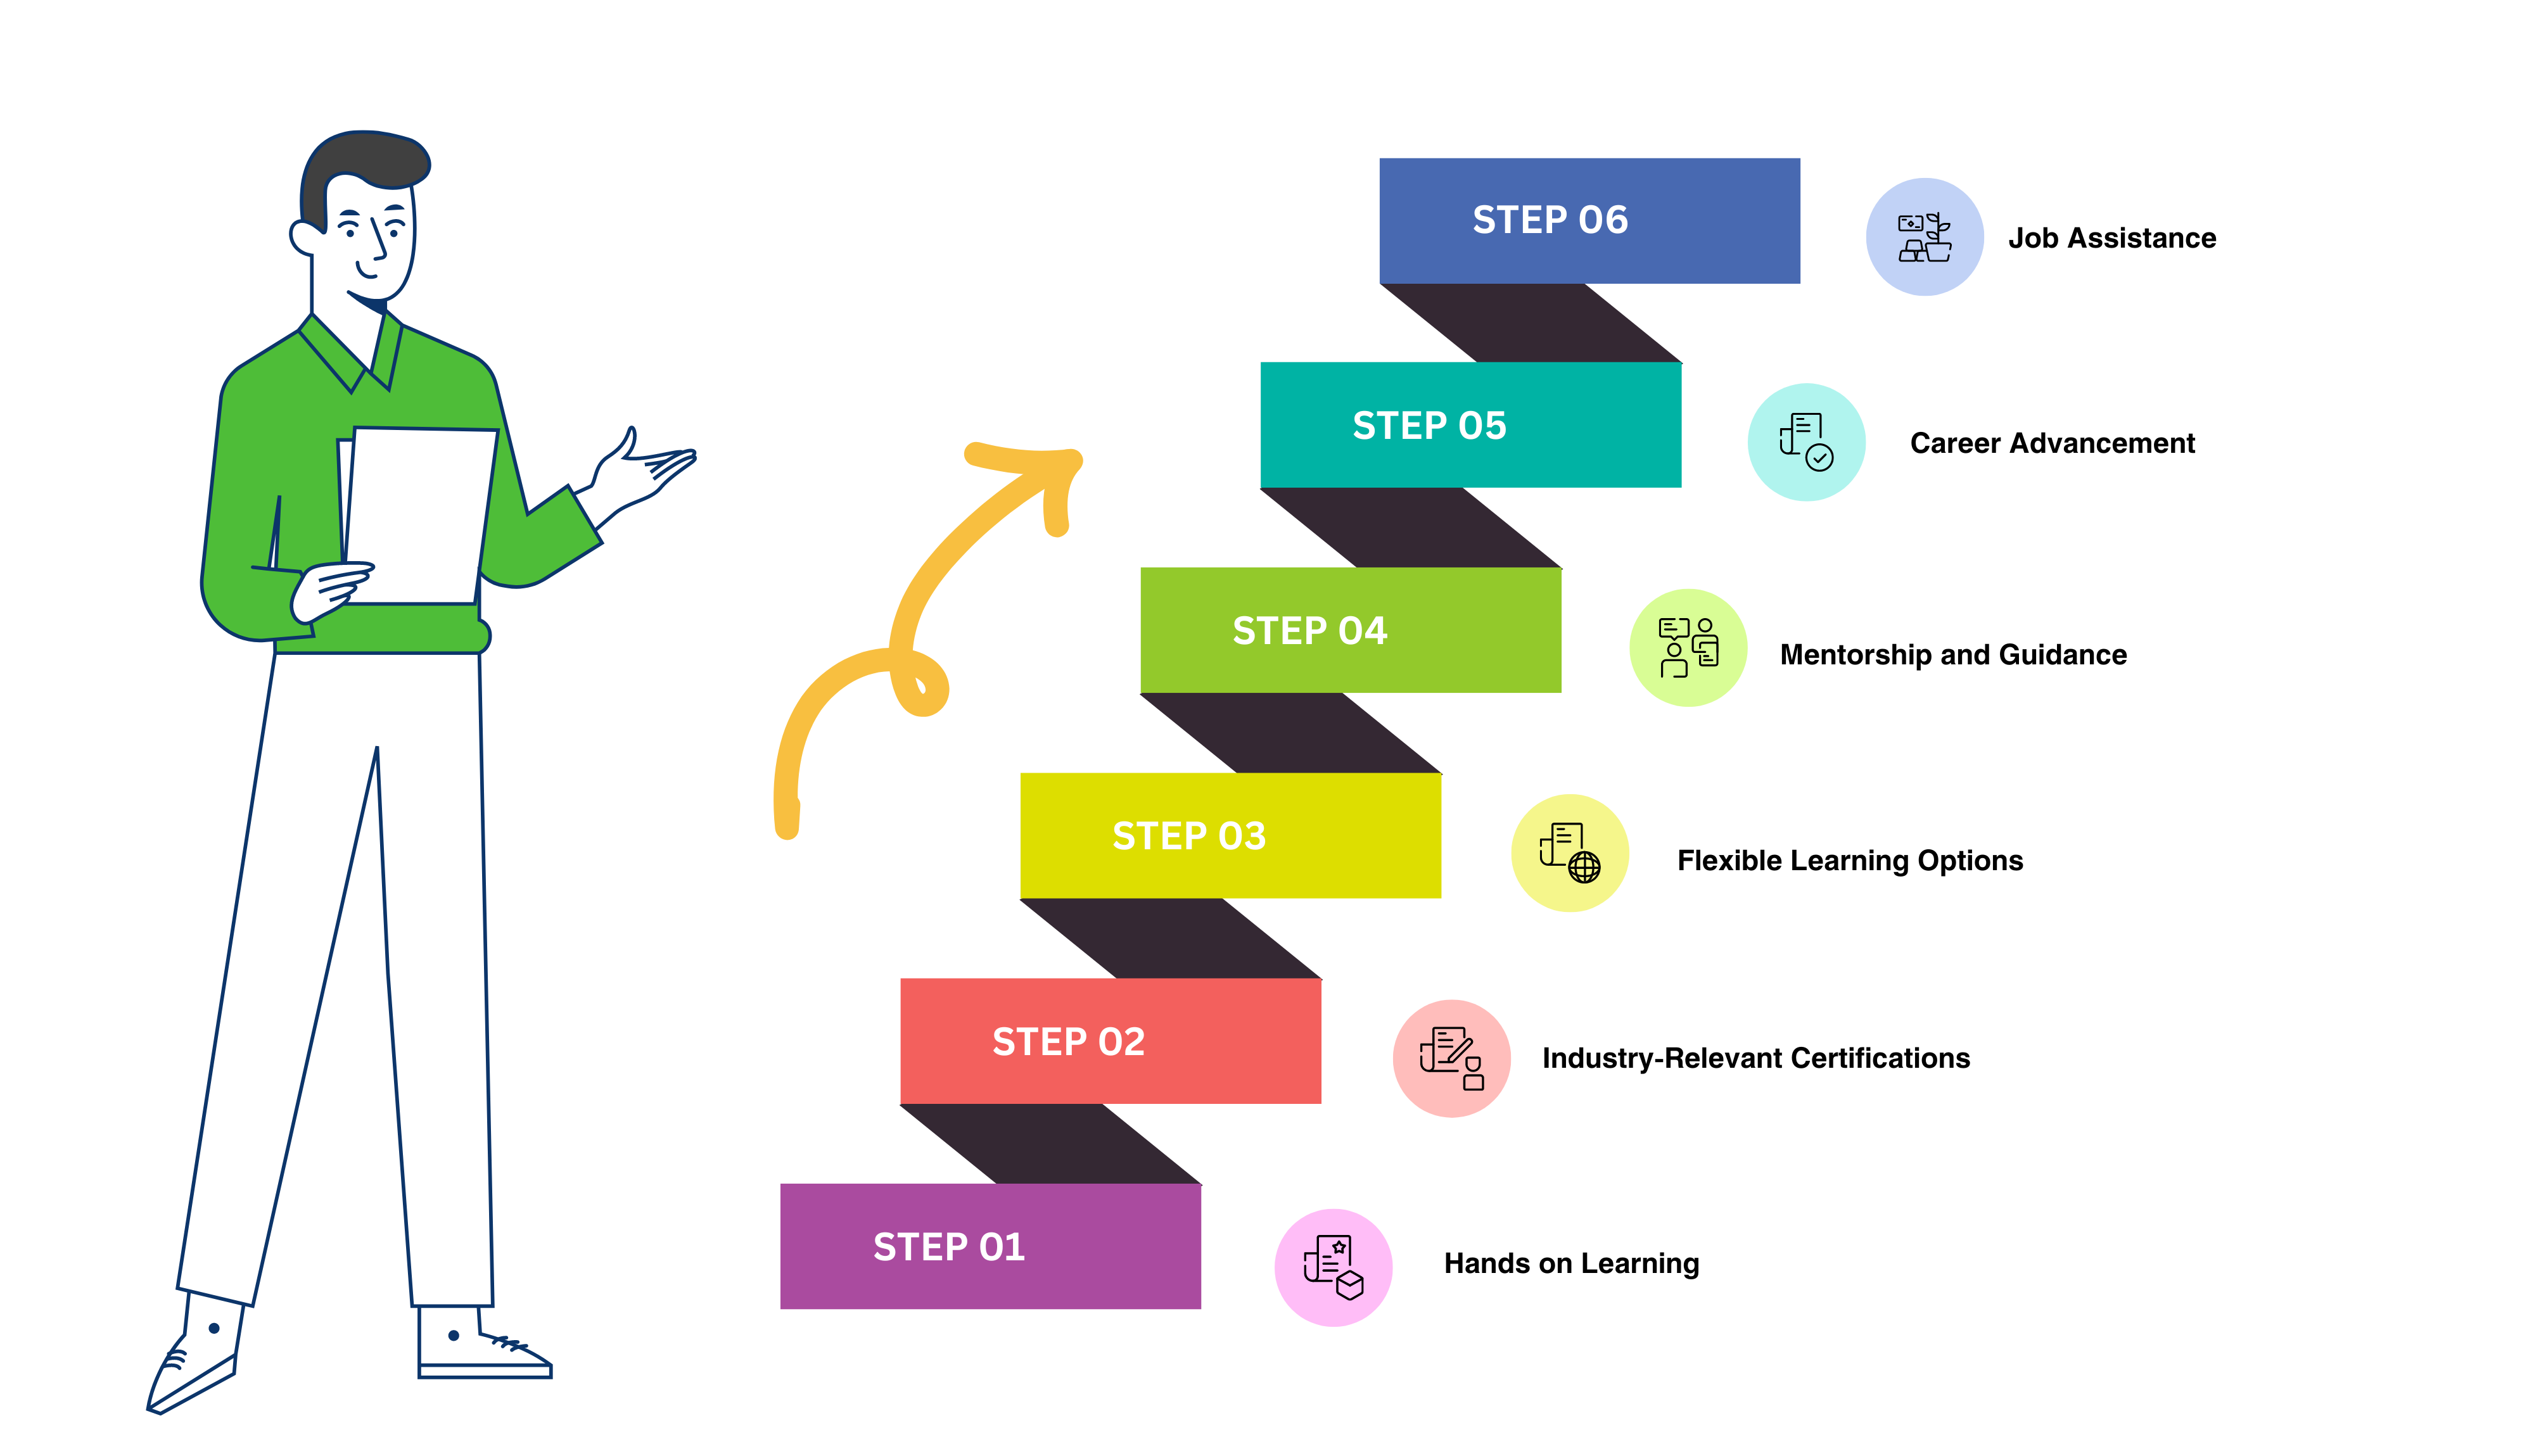 STEP 06
Job Assistance
STEP 05
Career Advancement
STEP 04
Mentorship and Guidance
STEP 03
Flexible Learning Options
STEP 02
Industry-Relevant Certifications
STEP 01
Hands on Learning